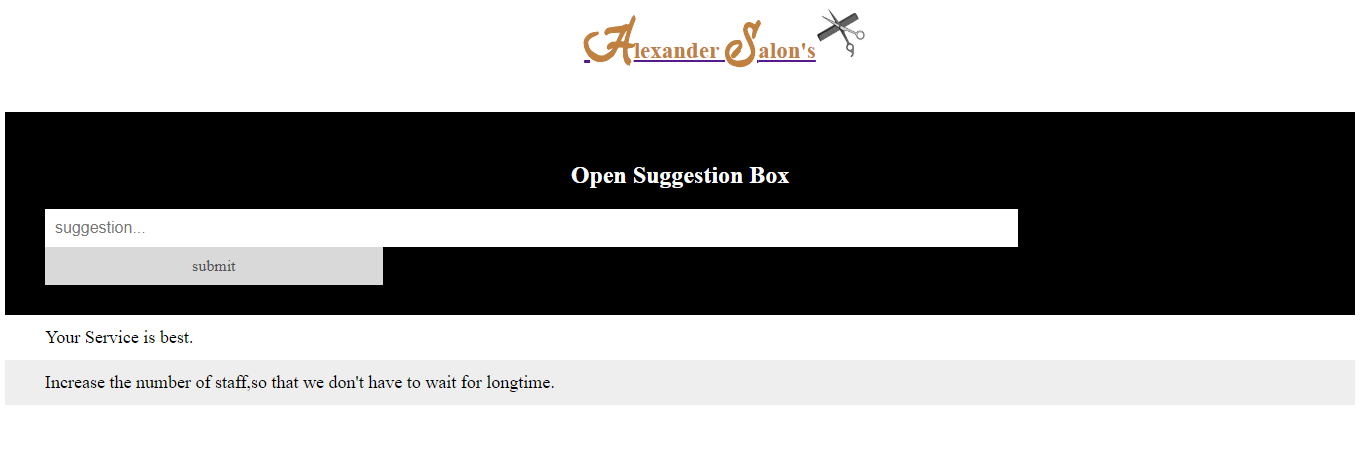 Alexander Salon's
Open Suggestion Box
suggestion...
submit
Your Service is best.
Increase the number of staff,so that we don't have to wait for longtime.